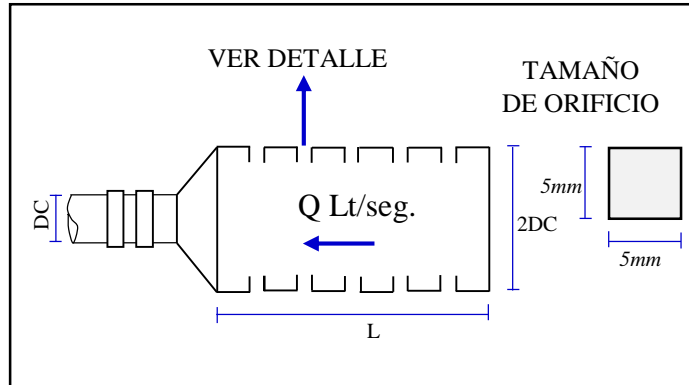 VER DETALLE
TAMAÑO
DE ORIFICIO
DC
Q Lt/seg.
2DC
5mm
5mm
L